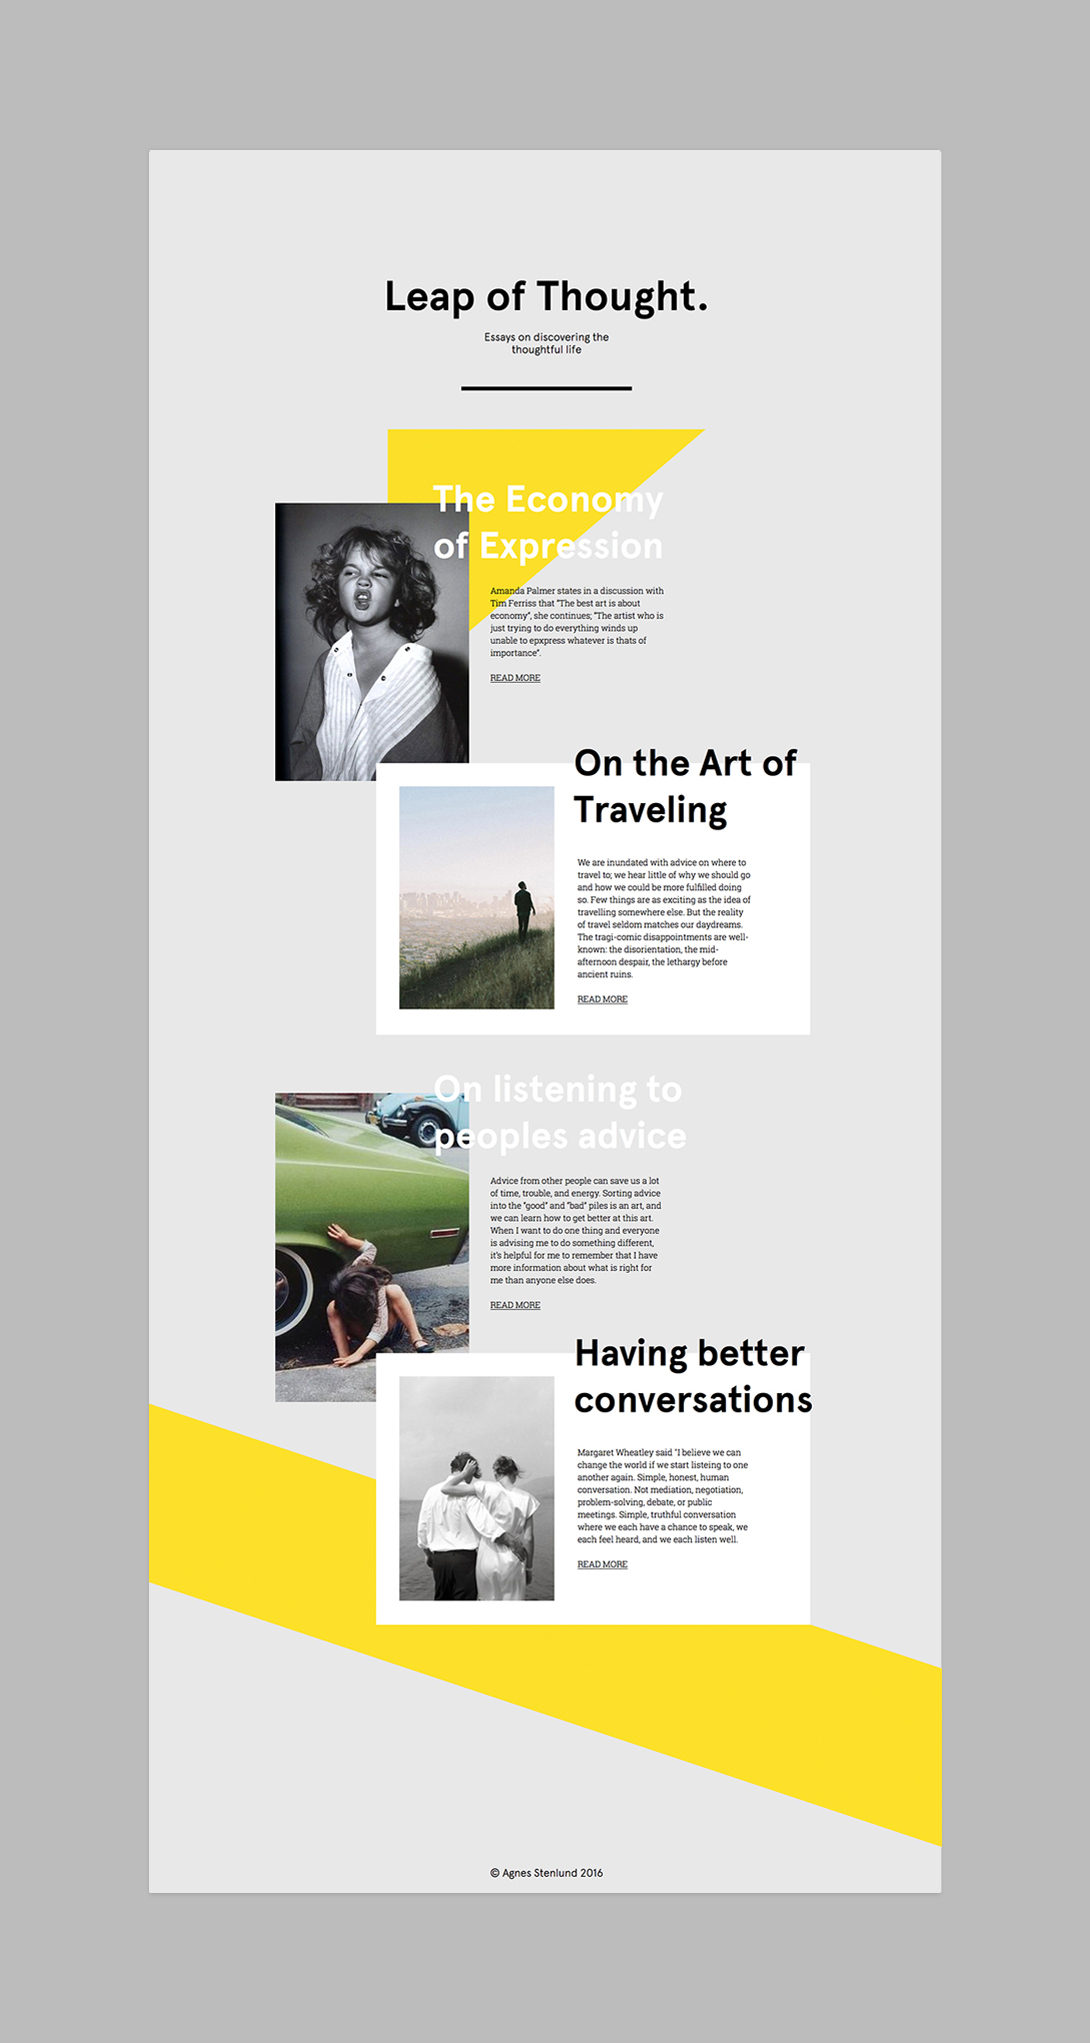 Leap of Thought.
Essays on discovering the
thoughtful life
The Economy
of Expression
Amanda Palmer states in a discussion with
Tim Ferriss that "The best art is about
economy", she continues; "The artist who is
just trying to do everything winds up
unable to epxpress whatever is thats of
importance".
READ MORE
On the Art of
Traveling
We are inundated with advice on where to
travel to; we hear little of why we should go
and how we could be more fulfilled doing
so. Few things are as exciting as the idea of
travelling somewhere else. But the reality
of travel seldom matches our daydreams.
The tragi-comic disappointments are well-
known: the disorientation, the mid-
afternoon despair, the lethargy before
ancient ruins.
READ MORE
On listening to
peoples advice
Advice from other people can save us a lot
of time, trouble, and energy. Sorting advice
into the "good" and "bad" piles is an art, and
we can learn how to get better at this art.
When I want to do one thing and everyone
is advising me to do something different,
it's helpful for me to remember that I have
more information about what is right for
me than anyone else does.
READ MORE
Having better
conversations
Margaret Wheatley said "I believe we can
change the world if we start listeing to one
another again. Simple, honest, human
conversation. Not mediation, negotiation,
problem-solving, debate, or public
meetings. Simple, truthful conversation
where we each have a chance to speak, we
each feel heard, and we each listen well.
READ MORE
© Agnes Stenlund 2016